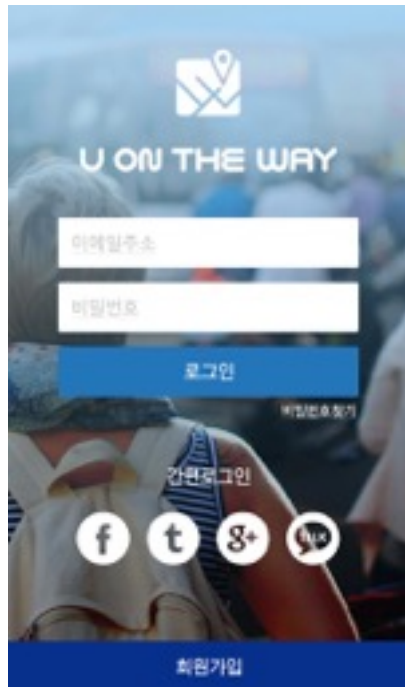 U ON THE WAY
이메일주소
비밀번호
로그인
비밀번호찾기
간편로그인
f t g+ TALK
회원가입